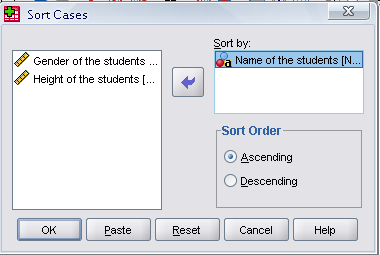 Sort Cases
Sort by:
Gender of the students ...
Name of the students [N...
Height of the students [...
Sort Order
Ascending
Descending
OK Paste Reset Cancel Help